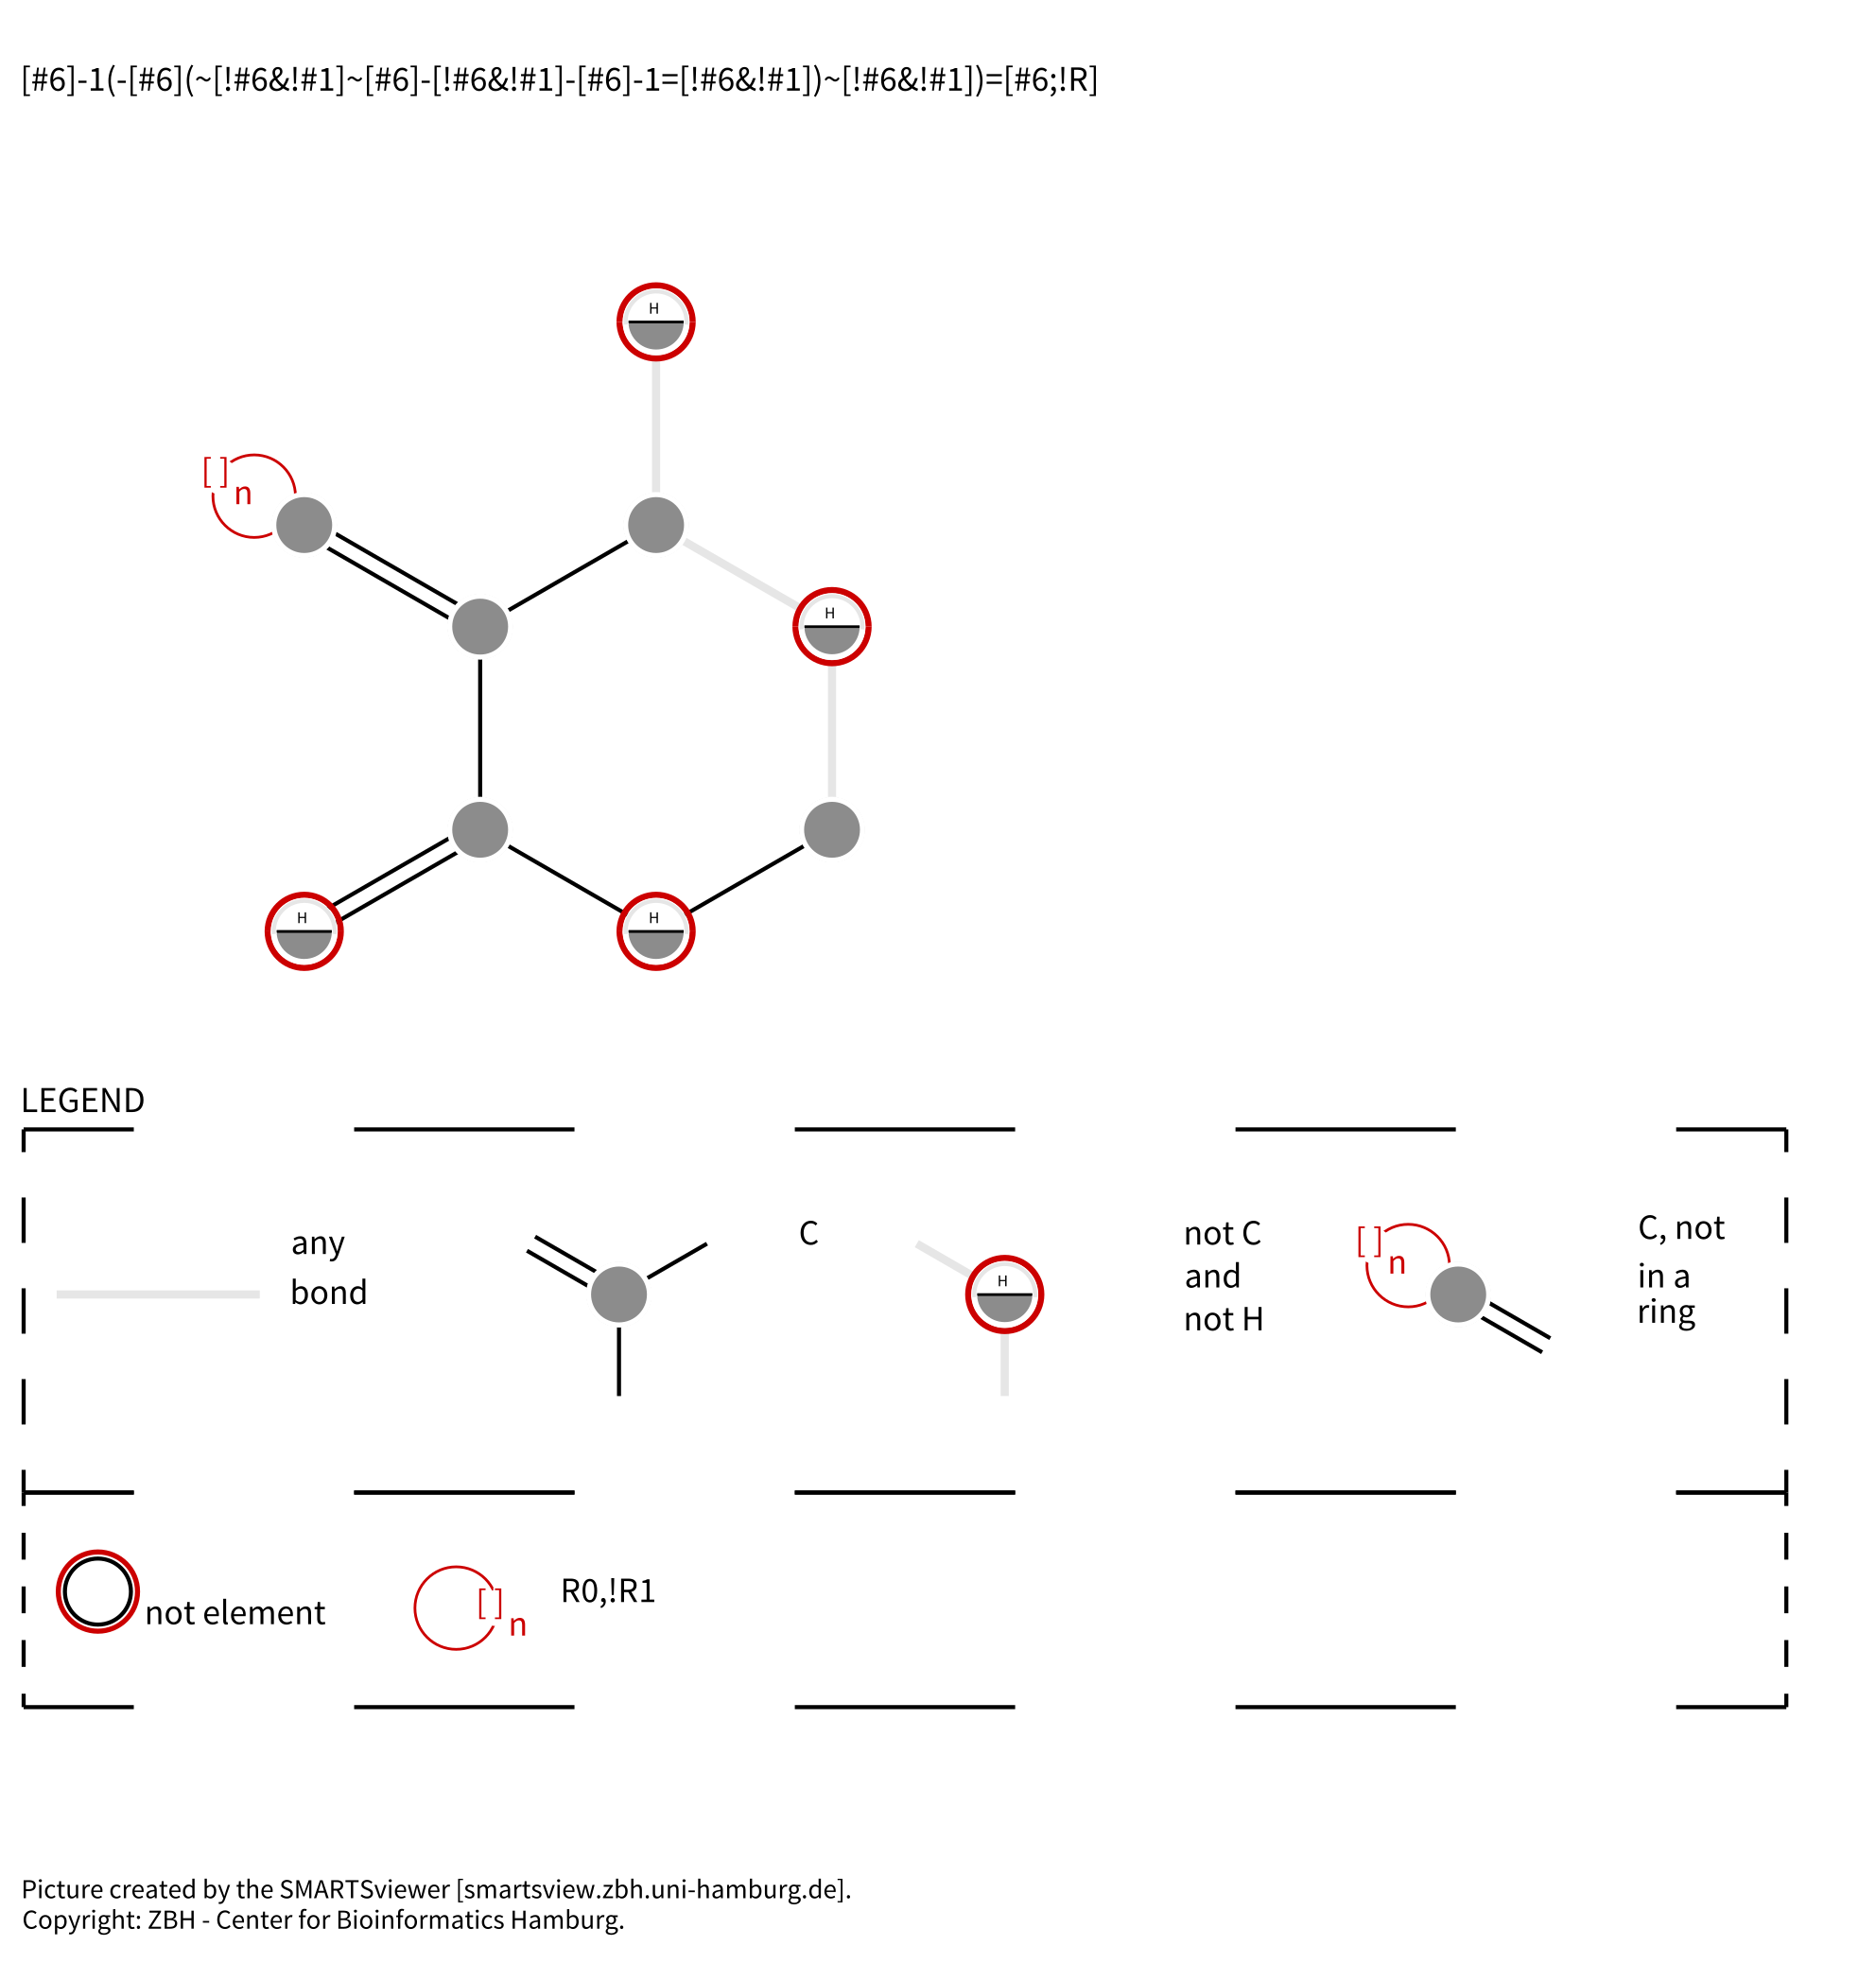 [#6]-1(-[#6](~[!#6&!#1]~[#6]-[!#6&!#1]-[#6]-1=[!#6&!#1])~[!#6&!#1])=[#6;!R]
H
[ ]n
H
H
H
LEGEND
any
bond
C
H
not C
and
not H
[ ]n
C, not
in a
ring
not element
[ ]n
R0,!R1
Picture created by the SMARTSviewer [smartsview.zbh.uni-hamburg.de].
Copyright: ZBH - Center for Bioinformatics Hamburg.